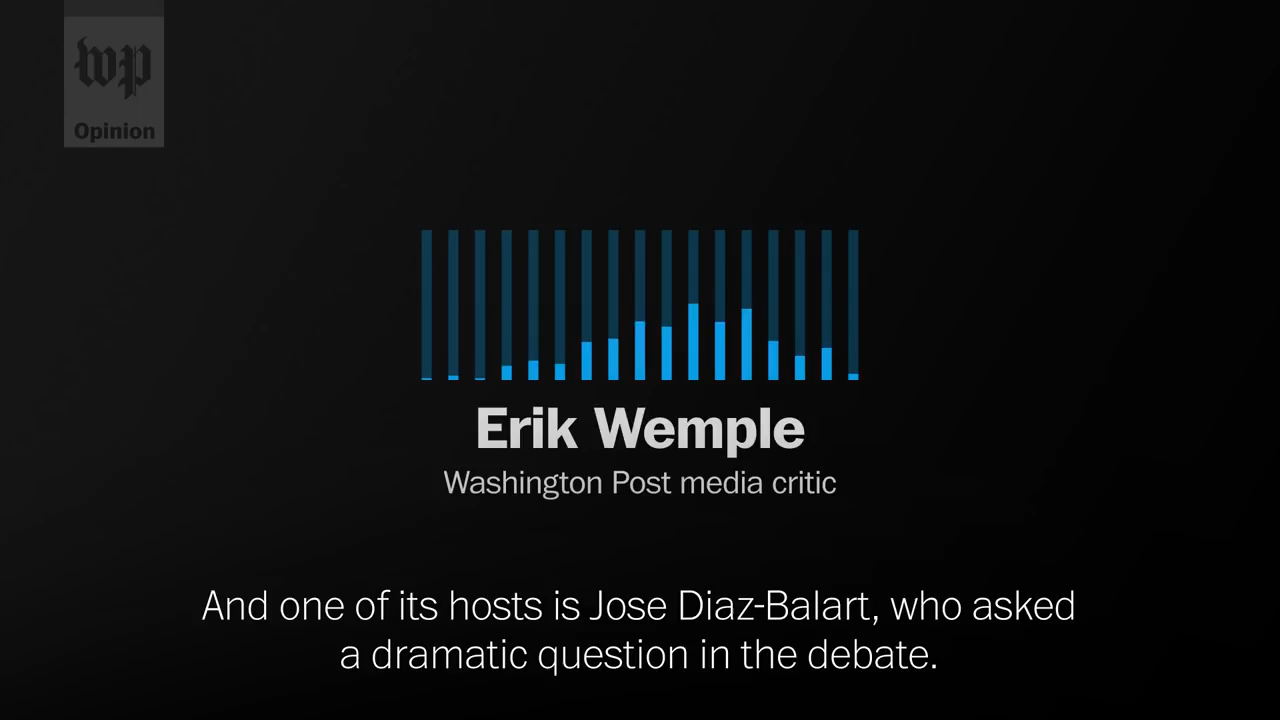 wp
Opinion
Erik Wemple
Washington Post media critic
And one of its hosts is Jose Diaz-Balart, who asked
a dramatic question in the debate.